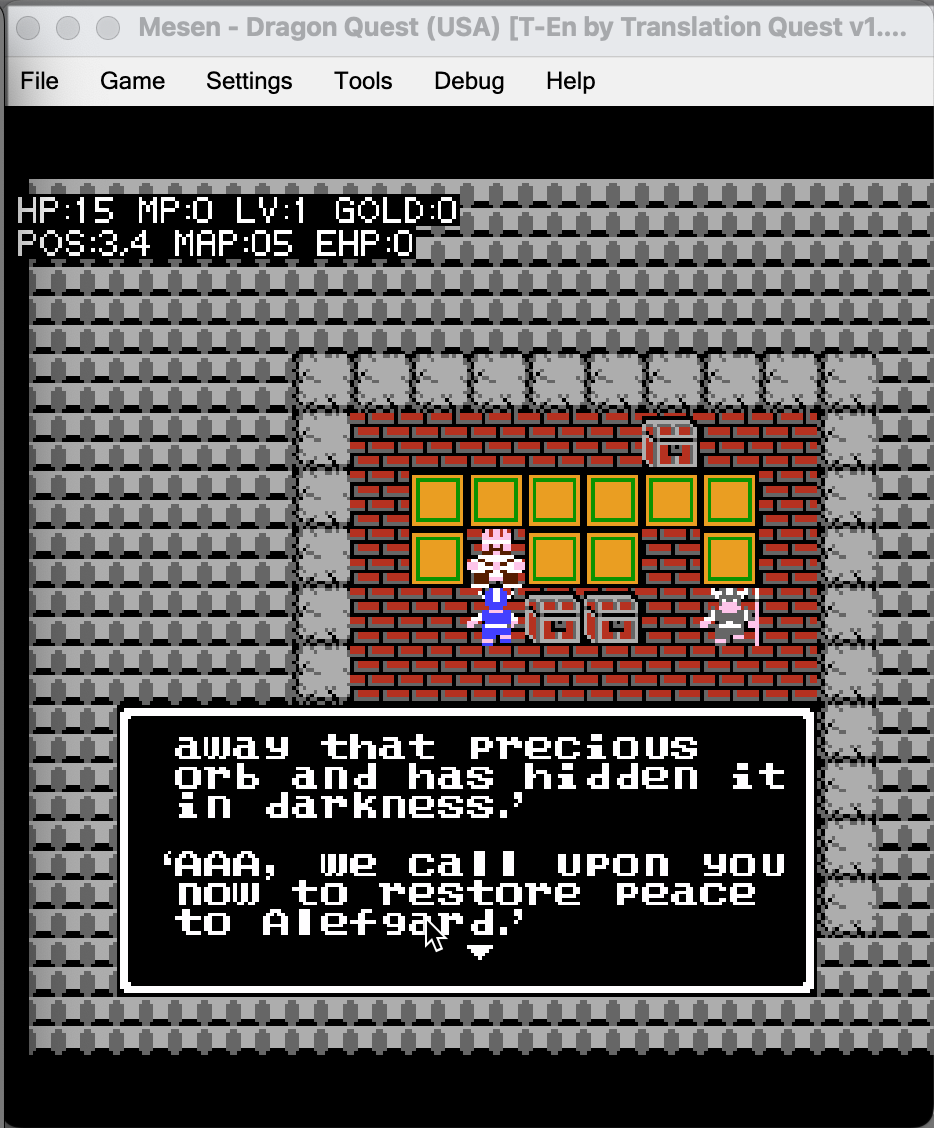 Mesen - Dragon Quest (USA) [T-En by Translation Quest v1....
File Game Settings Tools Debug Help
HP:15 MP:0 LV:1 GOLD:0
POS:3,4 MAP:05 EHP:0
away that precious
orb and has hidden it
in darkness.’
‘AAA, we call upon you
now to restore peace
to Alefgard.’